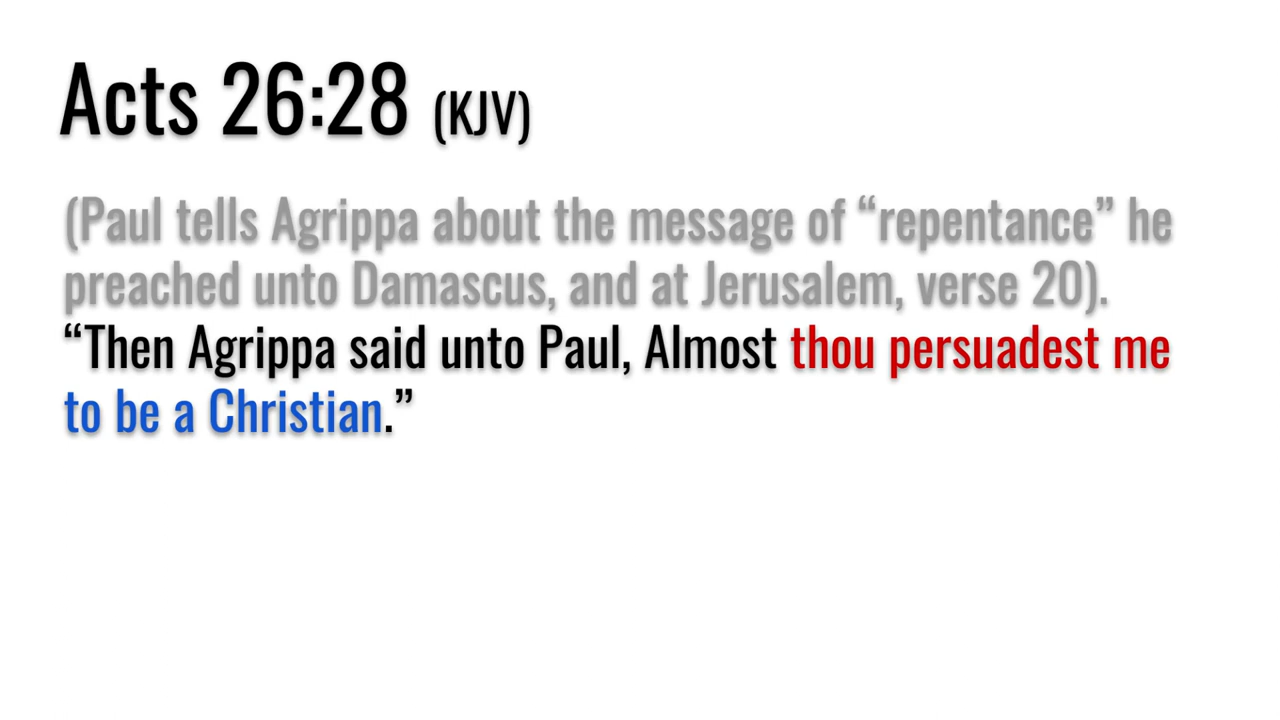 Acts 26:28 (KJV)
(Paul tells Agrippa about the message of “repentance” he
preached unto Damascus, and at Jerusalem, verse 20).
“Then Agrippa said unto Paul, Almost thou persuadest me
to be a Christian.”